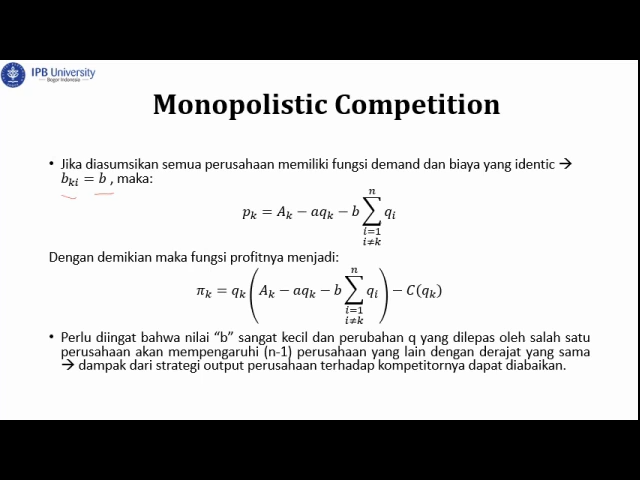 IPB University
Bogor Indonesia
Monopolistic Competition
• Jika diasumsikan semua perusahaan memiliki fungsi demand dan biaya yang identic →
b_{ki} = b , maka:
p_k = A_k − aq_k − b ∑_{i=1, i≠k}^{n} q_i
Dengan demikian maka fungsi profitnya menjadi:
π_k = q_k ( A_k − aq_k − b ∑_{i=1, i≠k}^{n} q_i ) − C(q_k)
• Perlu diingat bahwa nilai “b” sangat kecil dan perubahan q yang dilepas oleh salah satu
perusahaan akan mempengaruhi (n-1) perusahaan yang lain dengan derajat yang sama
→ dampak dari strategi output perusahaan terhadap kompetitornya dapat diabaikan.